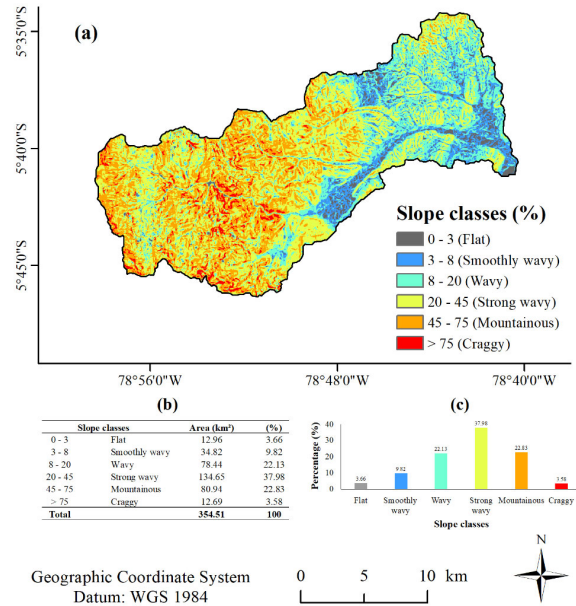 (a)
5°35'0"S
5°40'0"S
5°45'0"S
Slope classes (%)
0 - 3 (Flat)
3 - 8 (Smoothly wavy)
8 - 20 (Wavy)
20 - 45 (Strong wavy)
45 - 75 (Mountainous)
> 75 (Craggy)
78°56'0"W 78°48'0"W 78°40'0"W
(b)
Slope classes Area (km²) (%)
0 - 3 Flat 12.96 3.66
3 - 8 Smoothly wavy 34.82 9.82
8 - 20 Wavy 78.44 22.13
20 - 45 Strong wavy 134.65 37.98
45 - 75 Mountainous 80.94 22.83
> 75 Craggy 12.69 3.58
Total 354.51 100
(c)
Percentage (%)
40
30
20
10
0
3.66 9.82 22.13 37.98 22.83 3.58
Flat Smoothly wavy Wavy Strong wavy Mountainous Craggy
Slope classes
Geographic Coordinate System
Datum: WGS 1984
0 5 10 km
N